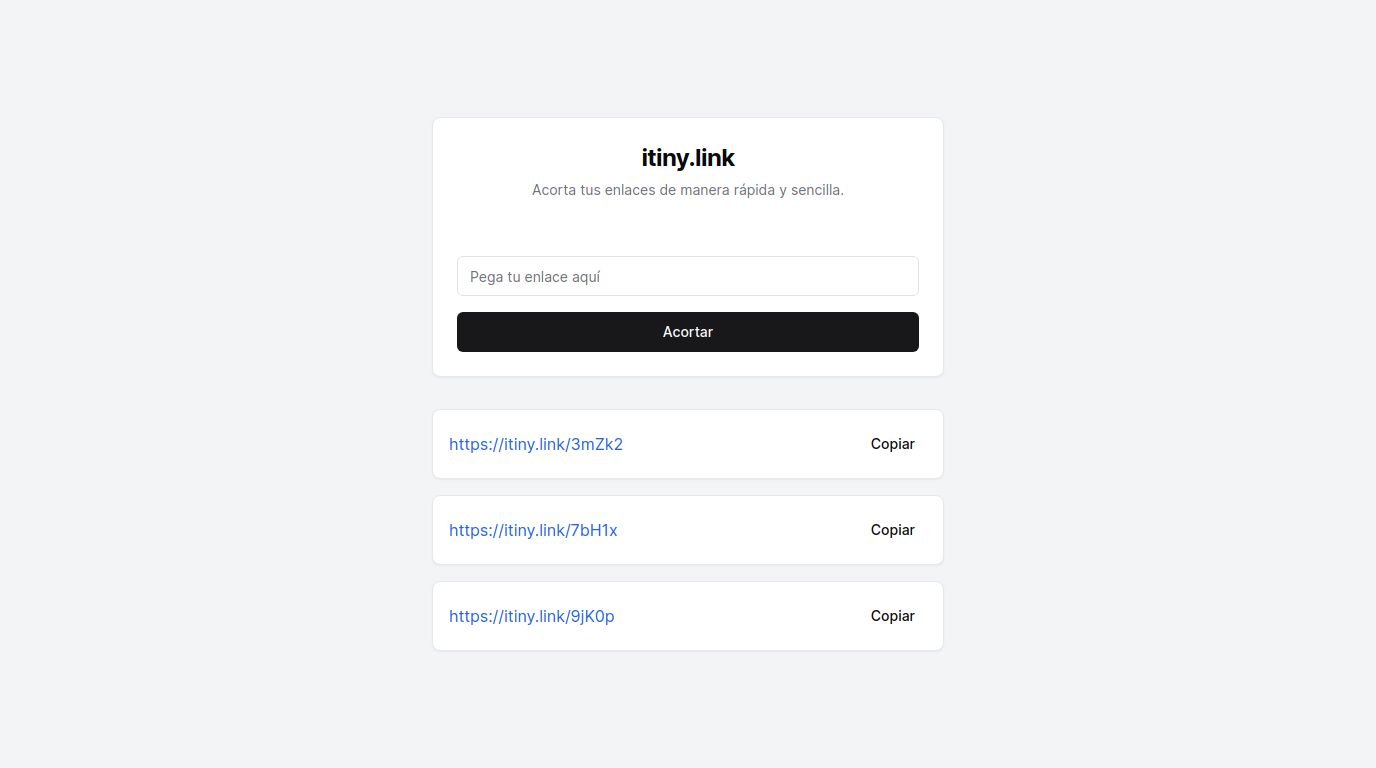 itiny.link
Acorta tus enlaces de manera rápida y sencilla.
Pega tu enlace aquí
Acortar
https://itiny.link/3mZk2
Copiar
https://itiny.link/7bH1x
Copiar
https://itiny.link/9jK0p
Copiar